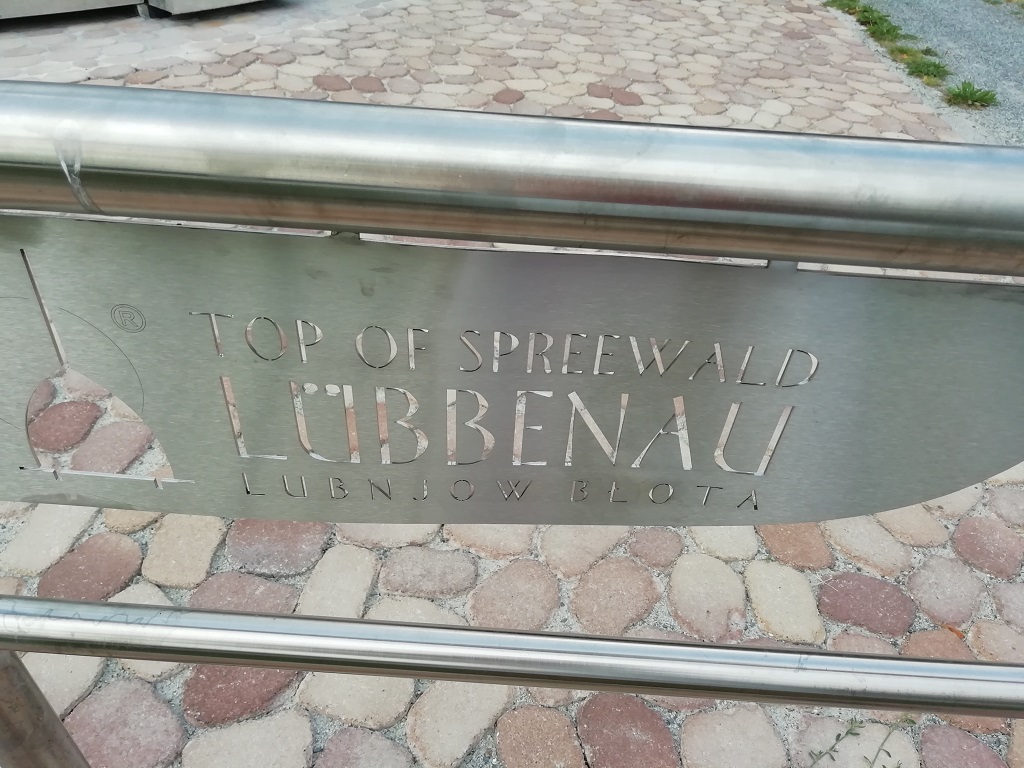 ®
TOP OF SPREEWALD
LÜBBENAU
LUBNJOW BŁOTA